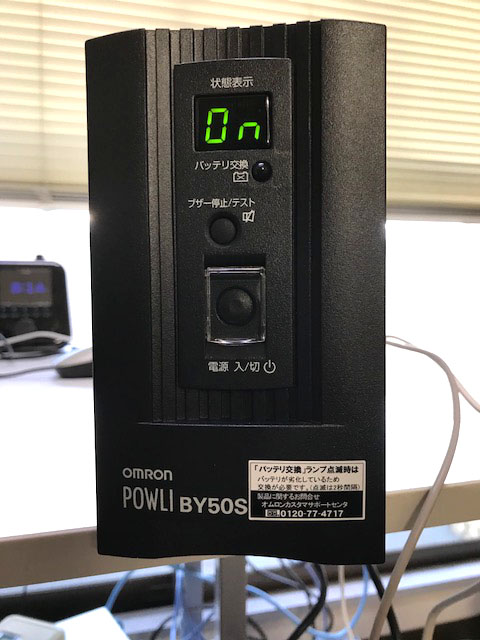 状態表示
On
バッテリ交換
ブザー停止/テスト
電源 入/切
OMRON
POWLI BY50S
「バッテリ交換」ランプ点滅時は
バッテリが劣化しているため
交換が必要です。(点滅は2秒間隔)
製品に関するお問合せ
オムロンカスタマサポートセンタ
0120-77-4717